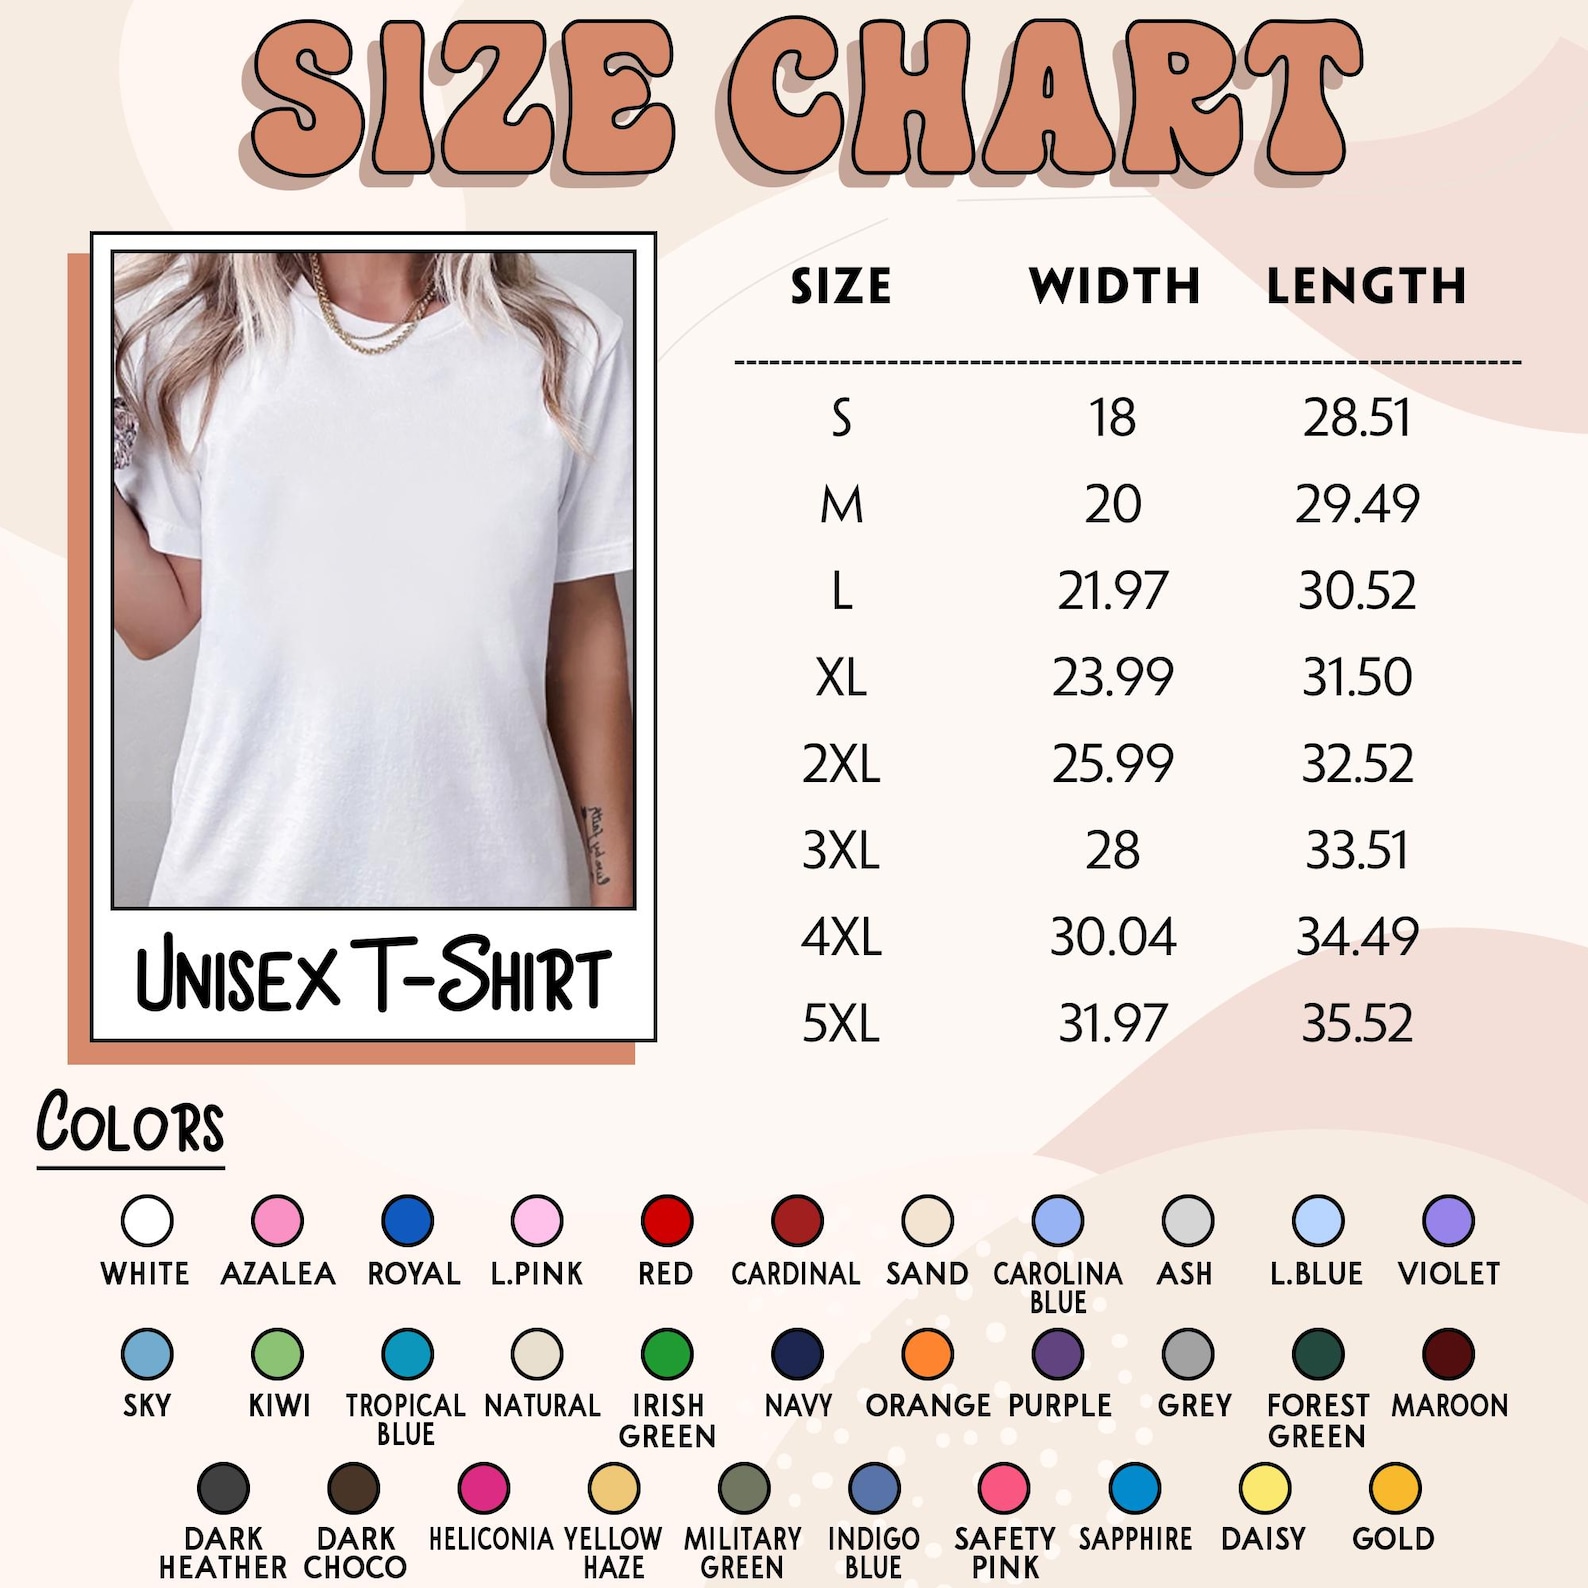 SIZE CHART
SIZE WIDTH LENGTH
S 18 28.51
M 20 29.49
L 21.97 30.52
XL 23.99 31.50
2XL 25.99 32.52
3XL 28 33.51
4XL 30.04 34.49
5XL 31.97 35.52
UNISEX T-SHIRT
COLORS
WHITE AZALEA ROYAL L.PINK RED CARDINAL SAND CAROLINA BLUE ASH L.BLUE VIOLET
SKY KIWI TROPICAL BLUE NATURAL IRISH GREEN NAVY ORANGE PURPLE GREY FOREST GREEN MAROON
DARK HEATHER DARK CHOCO HELICONIA YELLOW HAZE MILITARY GREEN INDIGO BLUE SAFETY PINK SAPPHIRE DAISY GOLD